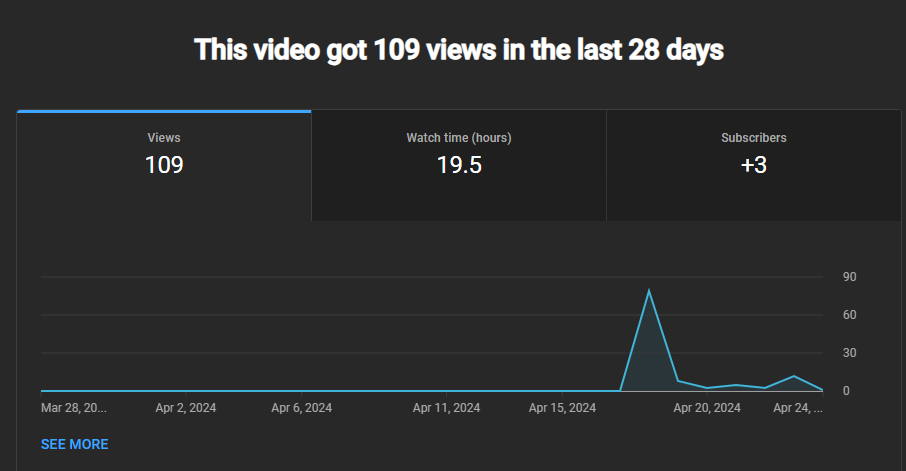 This video got 109 views in the last 28 days
Views
109
Watch time (hours)
19.5
Subscribers
+3
90
60
30
0
Mar 28, 20...
Apr 2, 2024
Apr 6, 2024
Apr 11, 2024
Apr 15, 2024
Apr 20, 2024
Apr 24, ...
SEE MORE